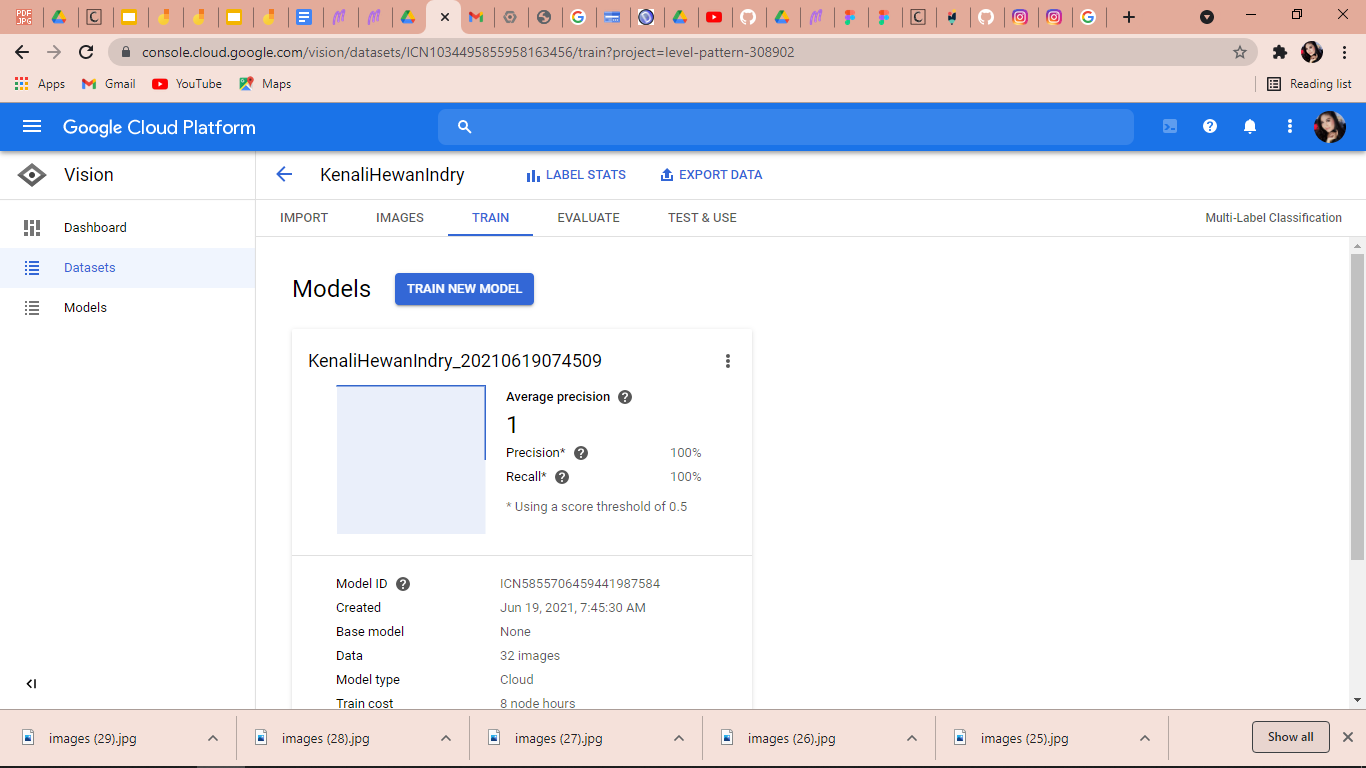 console.cloud.google.com/vision/datasets/ICN1034495855958163456/train?project=level-pattern-308902
Apps Gmail YouTube Maps Reading list
Google Cloud Platform
Vision
KenaliHewanIndry LABEL STATS EXPORT DATA
IMPORT IMAGES TRAIN EVALUATE TEST & USE Multi-Label Classification
Dashboard
Datasets
Models
Models TRAIN NEW MODEL
KenaliHewanIndry_20210619074509
Average precision ?
1
Precision* ? 100%
Recall* ? 100%
* Using a score threshold of 0.5
Model ID ? ICN5855706459441987584
Created Jun 19, 2021, 7:45:30 AM
Base model None
Data 32 images
Model type Cloud
Train cost 8 node hours
images (29).jpg images (28).jpg images (27).jpg images (26).jpg images (25).jpg Show all